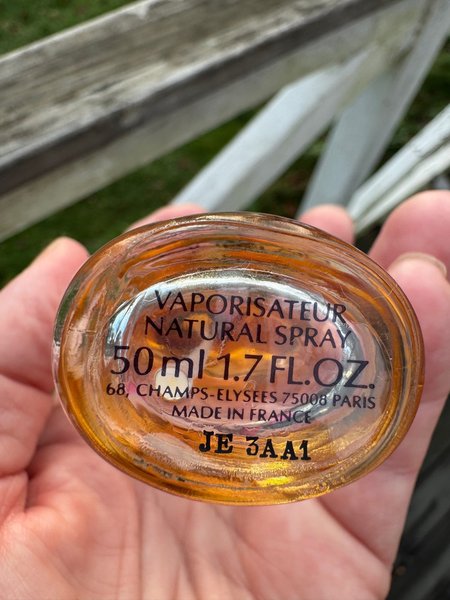 VAPORISATEUR
NATURAL SPRAY
50 ml 1.7 FL.OZ.
68, CHAMPS-ELYSEES 75008 PARIS
MADE IN FRANCE
JE 3AA1